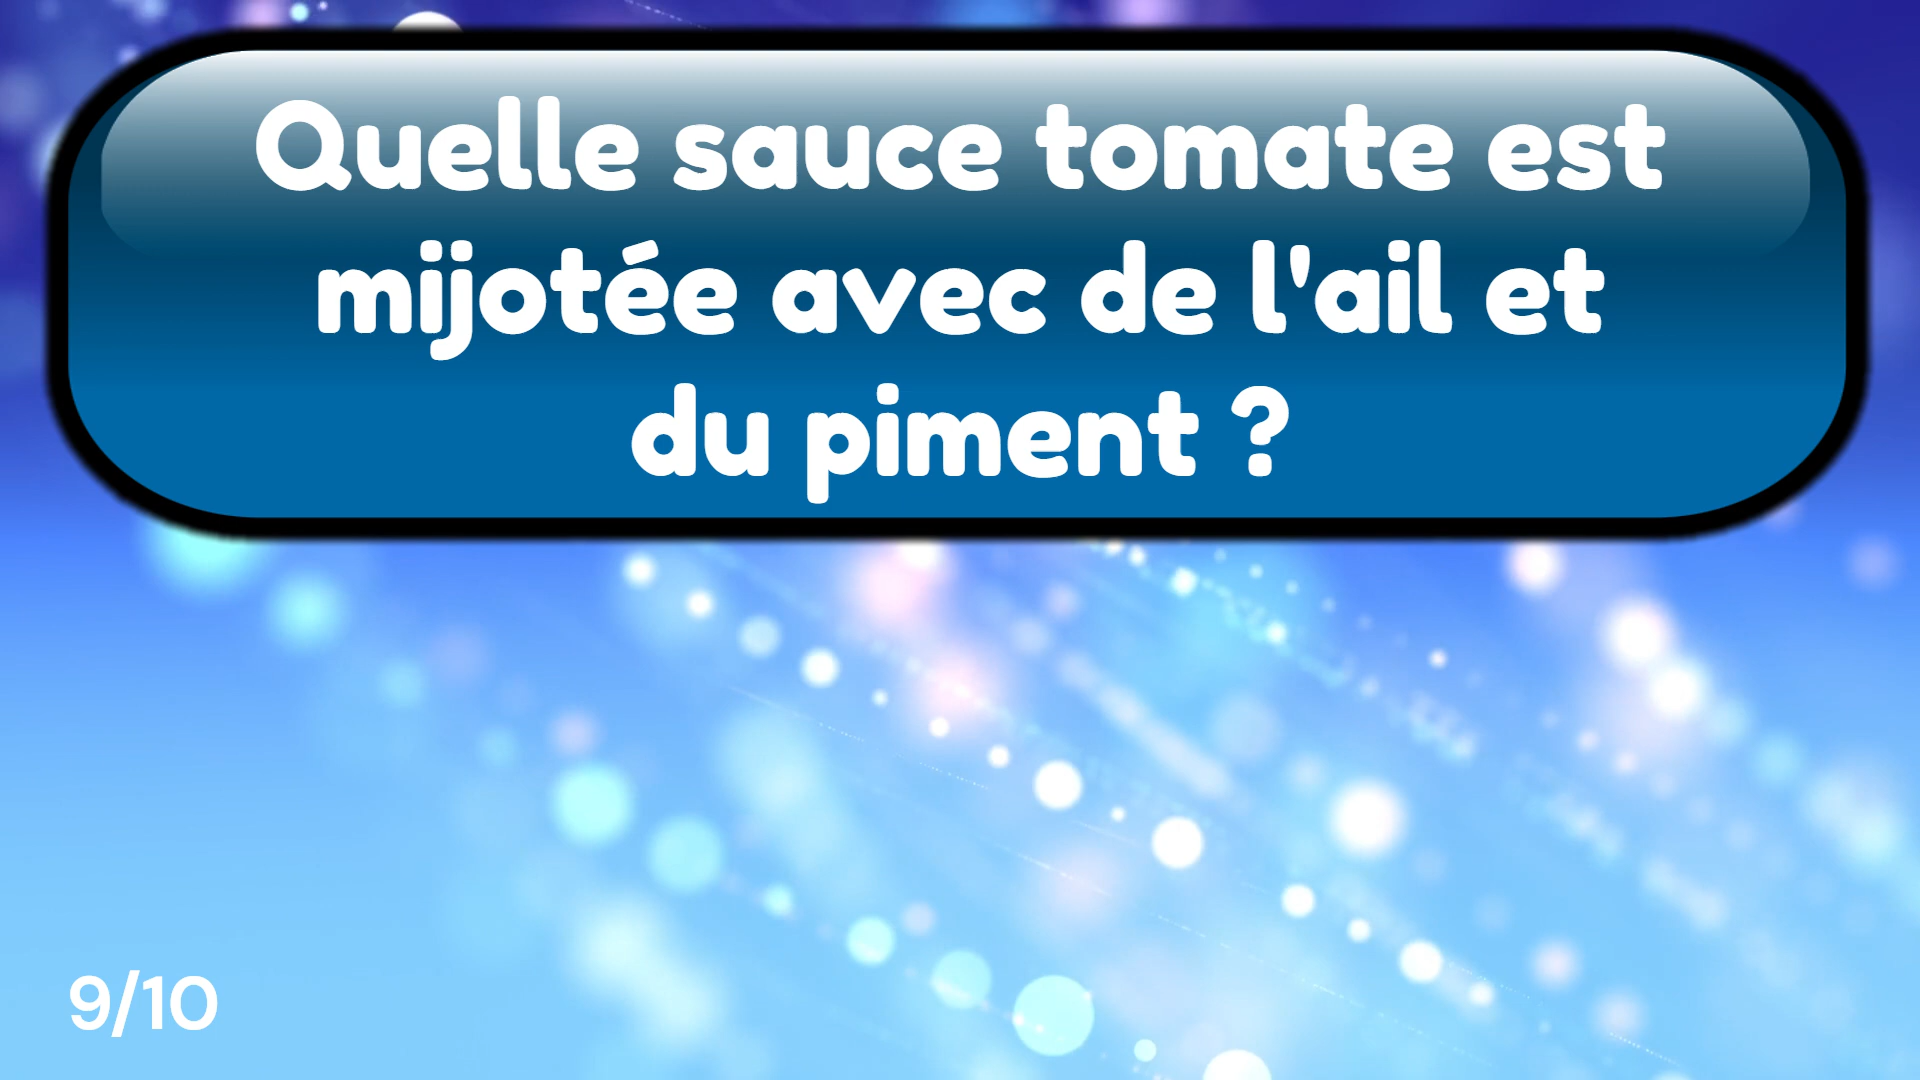 Quelle sauce tomate est
mijotée avec de l'ail et
du piment ?
9/10